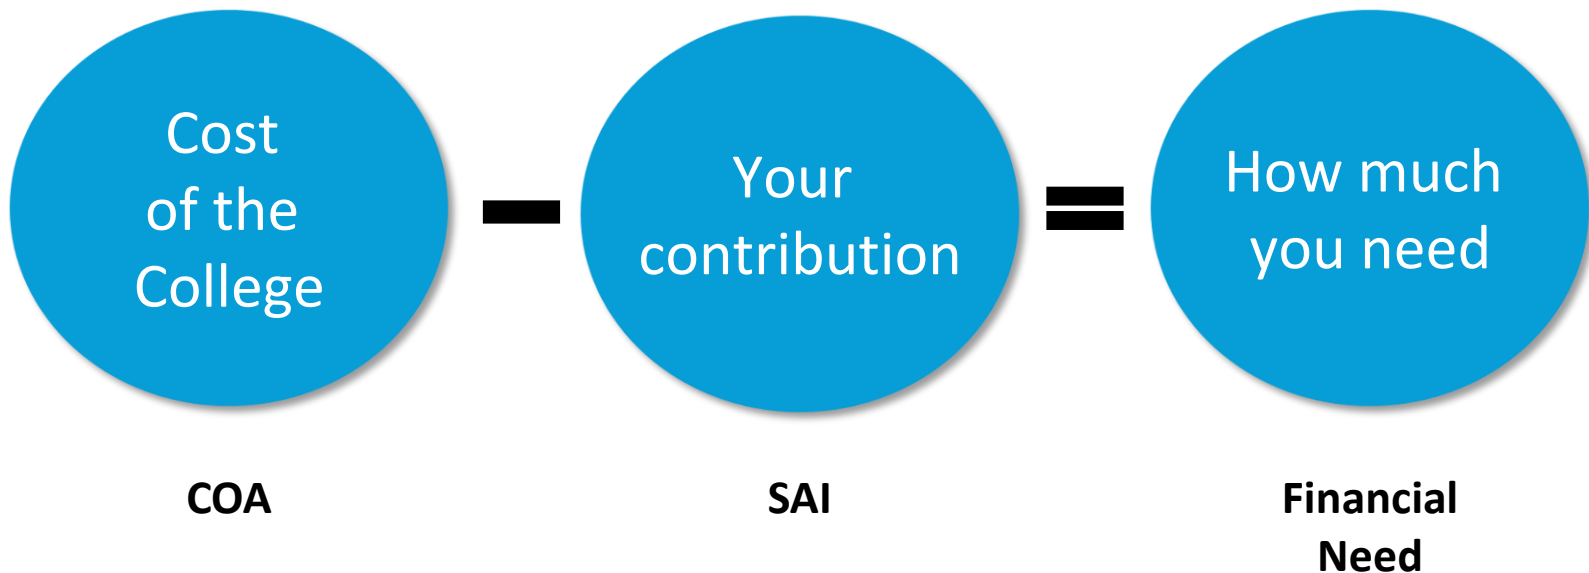 Cost
of the
College
Your
contribution
How much
you need
COA
SAI
Financial
Need